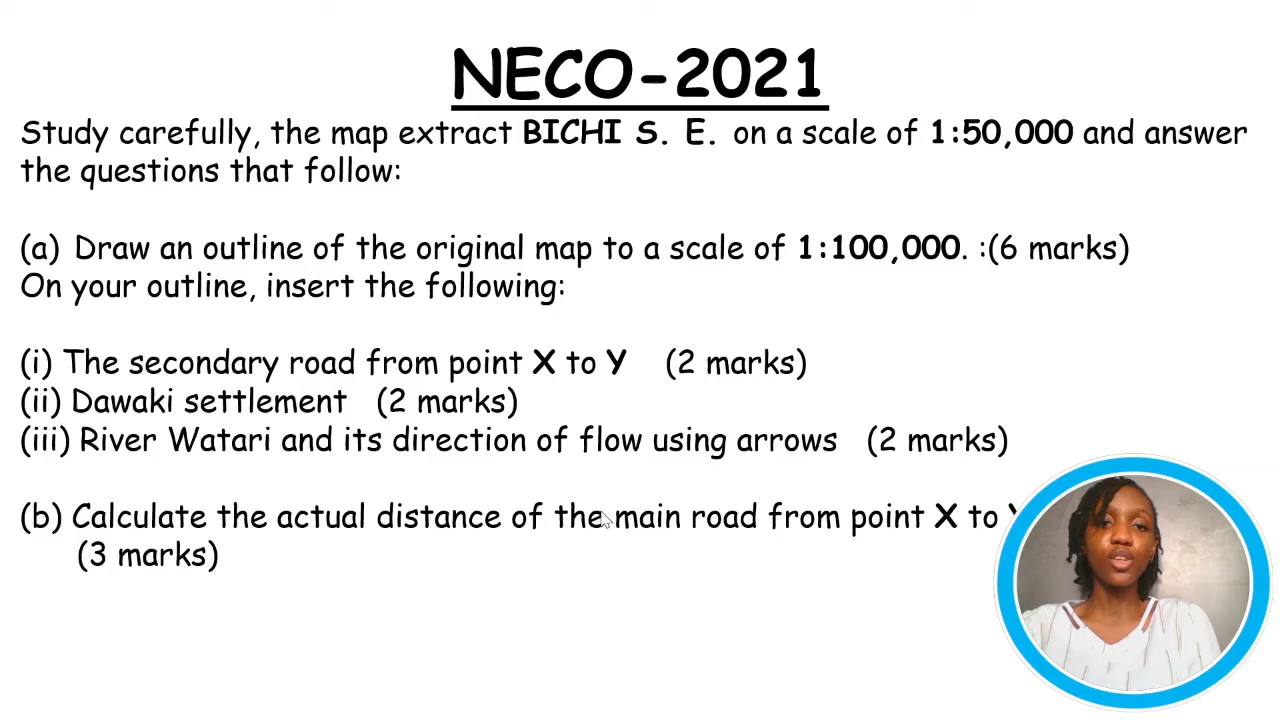 NECO-2021
Study carefully, the map extract BICHI S. E. on a scale of 1:50,000 and answer
the questions that follow:
(a) Draw an outline of the original map to a scale of 1:100,000. :(6 marks)
On your outline, insert the following:
(i) The secondary road from point X to Y (2 marks)
(ii) Dawaki settlement (2 marks)
(iii) River Watari and its direction of flow using arrows (2 marks)
(b) Calculate the actual distance of the main road from point X to
(3 marks)